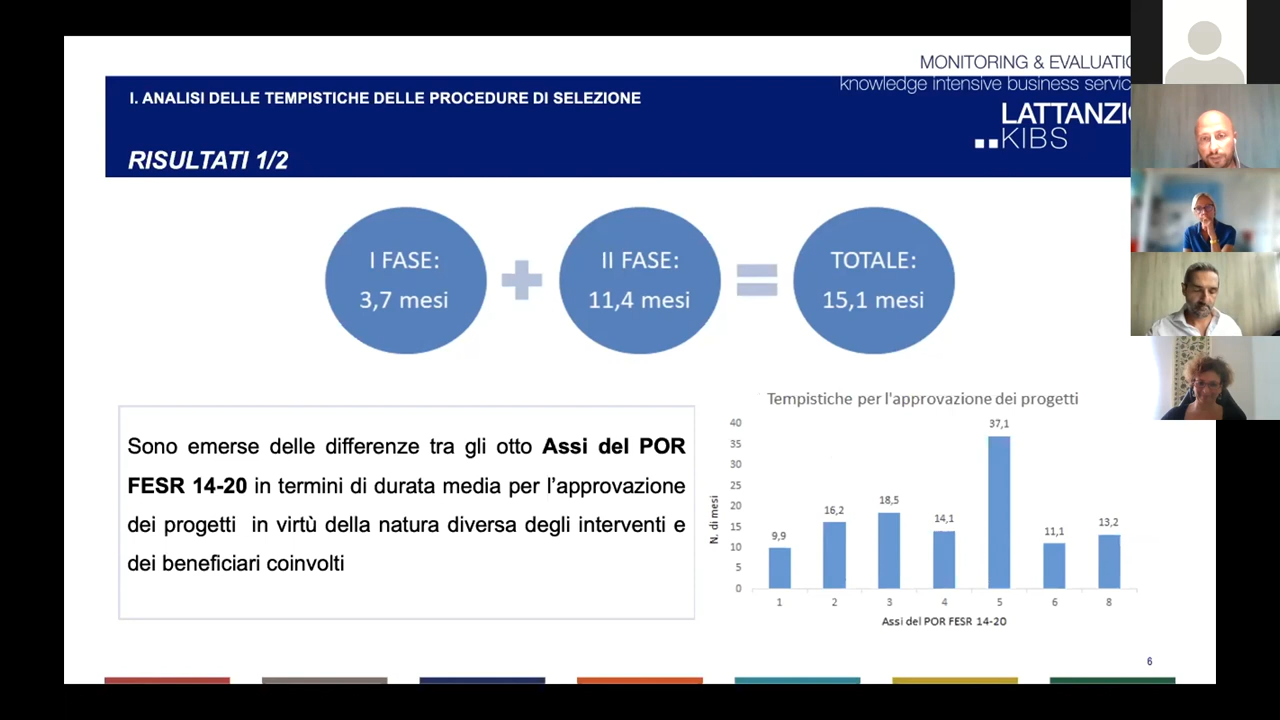 MONITORING & EVALUATIO
knowledge intensive business servic
LATTANZIO
KIBS
I. ANALISI DELLE TEMPISTICHE DELLE PROCEDURE DI SELEZIONE
RISULTATI 1/2
I FASE:
3,7 mesi
II FASE:
11,4 mesi
TOTALE:
15,1 mesi
Sono emerse delle differenze tra gli otto Assi del POR
FESR 14-20 in termini di durata media per l'approvazione
dei progetti in virtù della natura diversa degli interventi e
dei beneficiari coinvolti
Tempistiche per l'approvazione dei progetti
N. di mesi
40
35
30
25
20
15
10
5
0
9,9
16,2
18,5
14,1
37,1
11,1
13,2
1 2 3 4 5 6 8
Assi del POR FESR 14-20
6